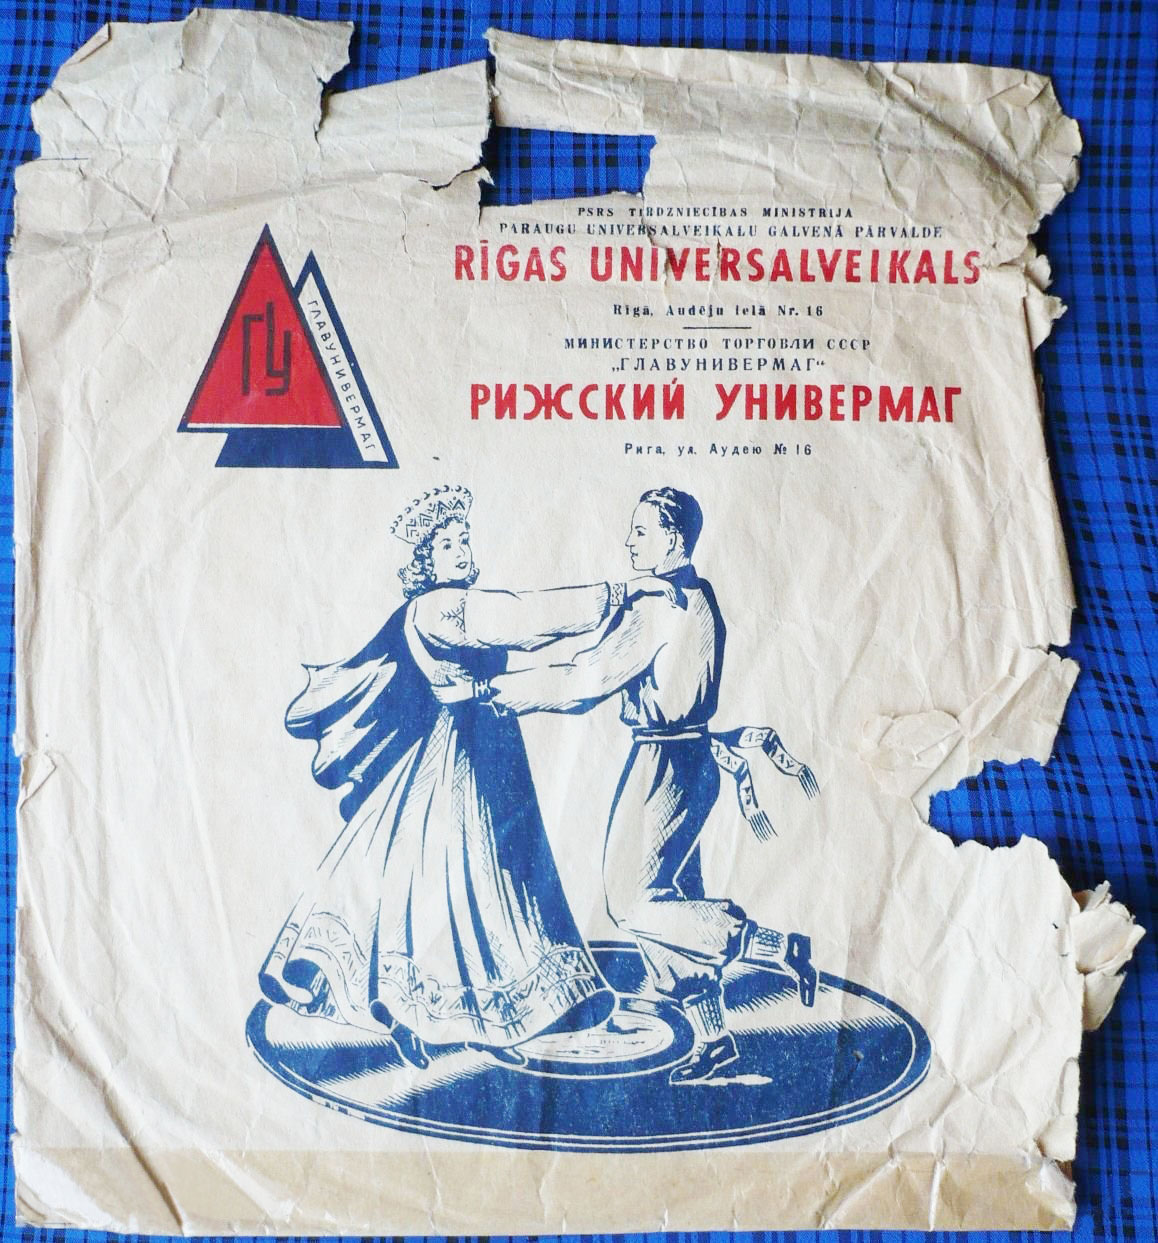 PSRS TIRDZNIECĪBAS MINISTRIJA
PARAUGU UNIVERSALVEIKALU GALVENĀ PĀRVALDE
RĪGAS UNIVERSALVEIKALS
Rīgā, Audēju ielā Nr. 16
МИНИСТЕРСТВО ТОРГОВЛИ СССР
„ГЛАВУНИВЕРМАГ“
РИЖСКИЙ УНИВЕРМАГ
Рига, ул. Аудею № 16
ГУ
ГЛАВУНИВЕРМАГ